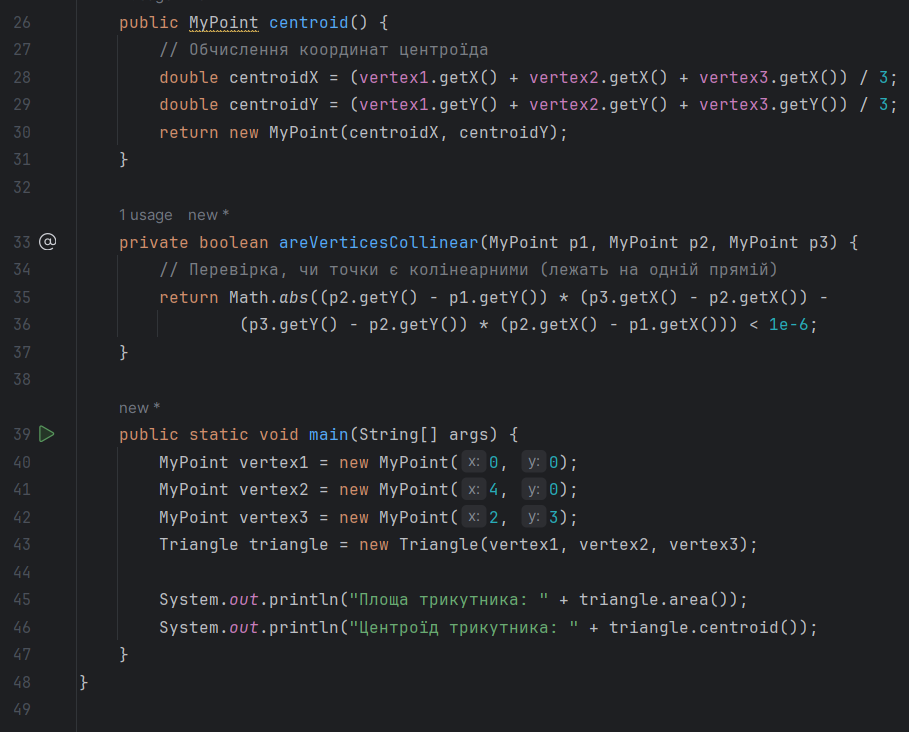 26 public MyPoint centroid() {
27 // Обчислення координат центроїда
28 double centroidX = (vertex1.getX() + vertex2.getX() + vertex3.getX()) / 3;
29 double centroidY = (vertex1.getY() + vertex2.getY() + vertex3.getY()) / 3;
30 return new MyPoint(centroidX, centroidY);
31 }
32
1 usage new *
33 @ private boolean areVerticesCollinear(MyPoint p1, MyPoint p2, MyPoint p3) {
34 // Перевірка, чи точки є колінеарними (лежать на одній прямій)
35 return Math.abs((p2.getY() - p1.getY()) * (p3.getX() - p2.getX()) -
36 (p3.getY() - p2.getY()) * (p2.getX() - p1.getX())) < 1e-6;
37 }
38
new *
39 public static void main(String[] args) {
40 MyPoint vertex1 = new MyPoint( x: 0, y: 0);
41 MyPoint vertex2 = new MyPoint( x: 4, y: 0);
42 MyPoint vertex3 = new MyPoint( x: 2, y: 3);
43 Triangle triangle = new Triangle(vertex1, vertex2, vertex3);
44
45 System.out.println("Площа трикутника: " + triangle.area());
46 System.out.println("Центроїд трикутника: " + triangle.centroid());
47 }
48 }
49